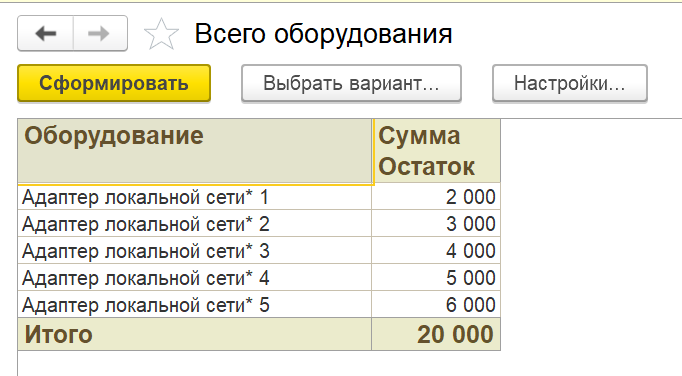 Всего оборудования
Сформировать Выбрать вариант... Настройки...
Оборудование Сумма
Остаток
Адаптер локальной сети* 1 2 000
Адаптер локальной сети* 2 3 000
Адаптер локальной сети* 3 4 000
Адаптер локальной сети* 4 5 000
Адаптер локальной сети* 5 6 000
Итого 20 000